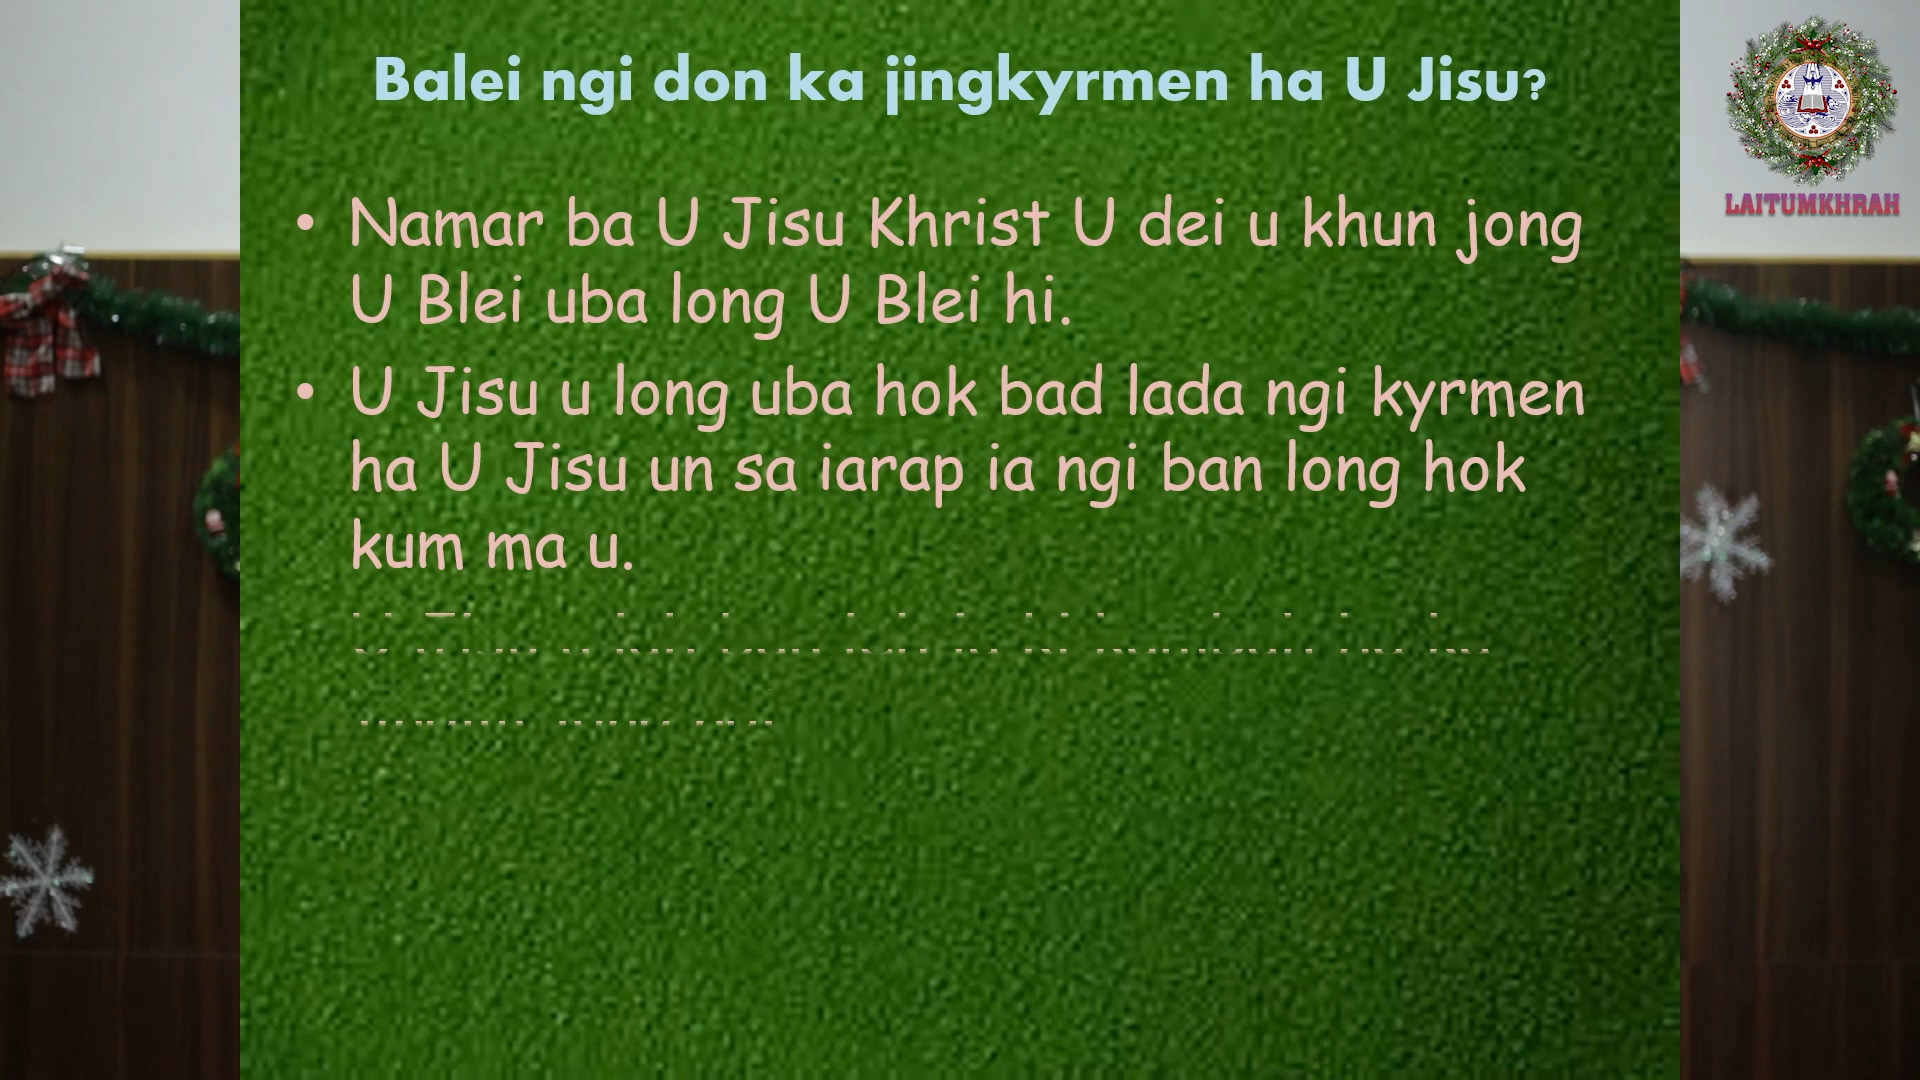 Balei ngi don ka jingkyrmen ha U Jisu?
LAITUMKHRAH
• Namar ba U Jisu Khrist U dei u khun jong
U Blei uba long U Blei hi.
• U Jisu u long uba hok bad lada ngi kyrmen
ha U Jisu un sa iarap ia ngi ban long hok
kum ma u.